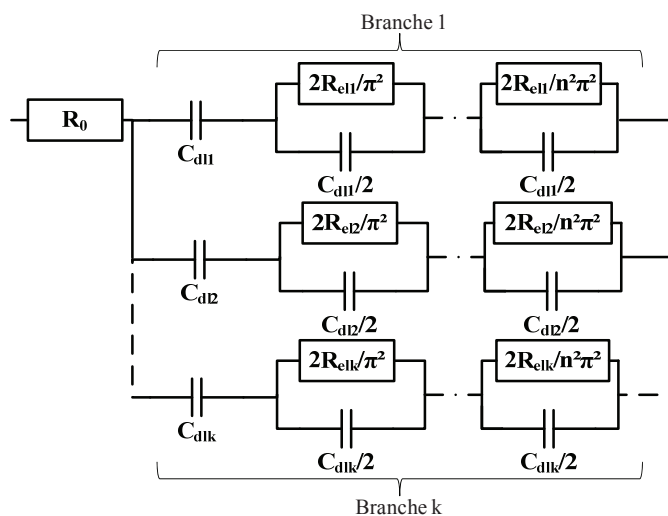 Branche 1
2R_el1/π² 2R_el1/n²π²
R_0
C_dl1 C_dl1/2 C_dl1/2
2R_el2/π² 2R_el2/n²π²
C_dl2 C_dl2/2 C_dl2/2
2R_elk/π² 2R_elk/n²π²
C_dlk C_dlk/2 C_dlk/2
Branche k